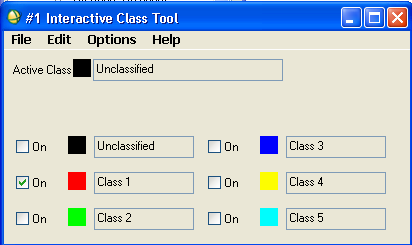 #1 Interactive Class Tool
File Edit Options Help
Active Class Unclassified
On Unclassified On Class 3
On Class 1 On Class 4
On Class 2 On Class 5